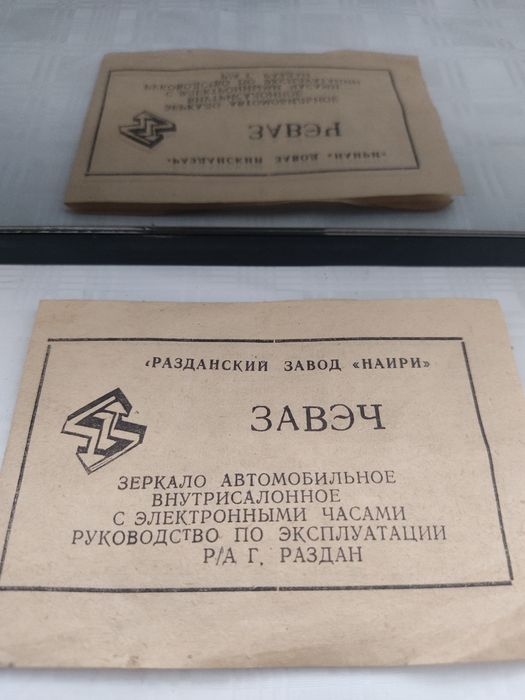 РАЗДАНСКИЙ ЗАВОД «НАИРИ»
ЗАВЭЧ
ЗЕРКАЛО АВТОМОБИЛЬНОЕ
ВНУТРИСАЛОННОЕ
С ЭЛЕКТРОННЫМИ ЧАСАМИ
РУКОВОДСТВО ПО ЭКСПЛУАТАЦИИ
Р/А Г. РАЗДАН